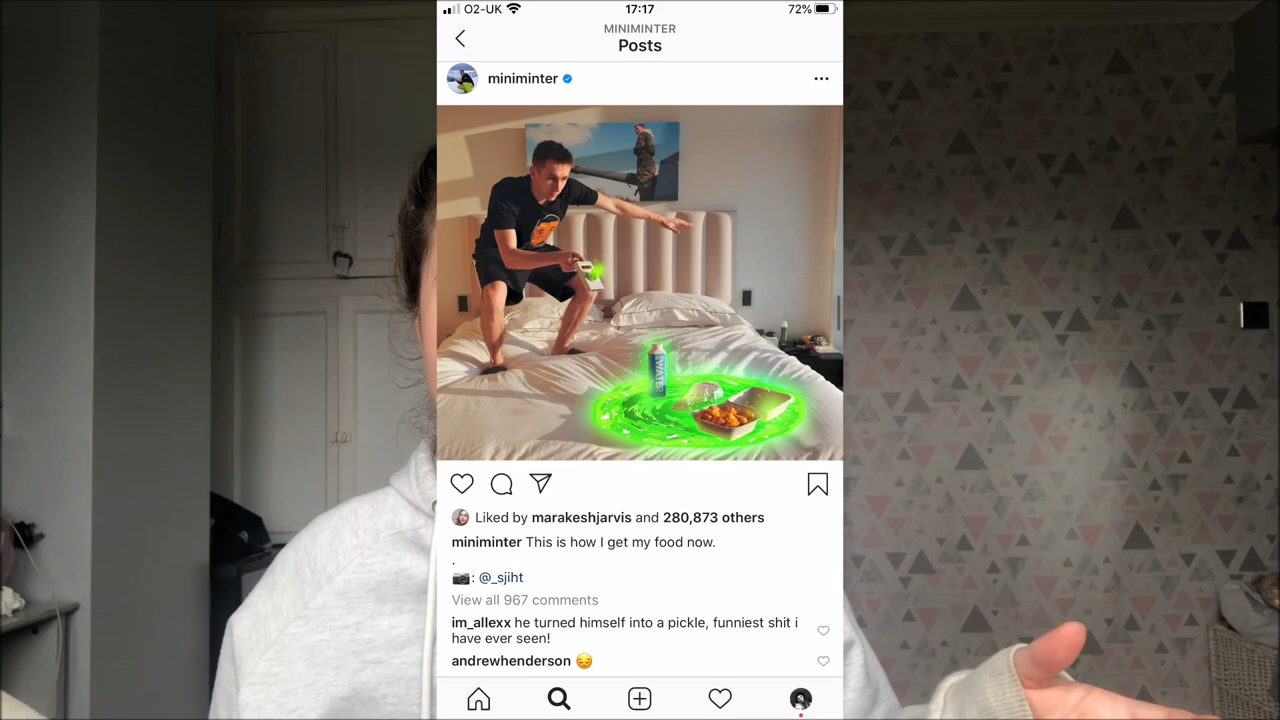 O2-UK 17:17 72%
MINIMINTER
Posts
miniminter
WATER
Liked by marakeshjarvis and 280,873 others
miniminter This is how I get my food now.
.
📷: @_sjiht
View all 967 comments
im_allexx he turned himself into a pickle, funniest shit i
have ever seen!
andrewhenderson 😔